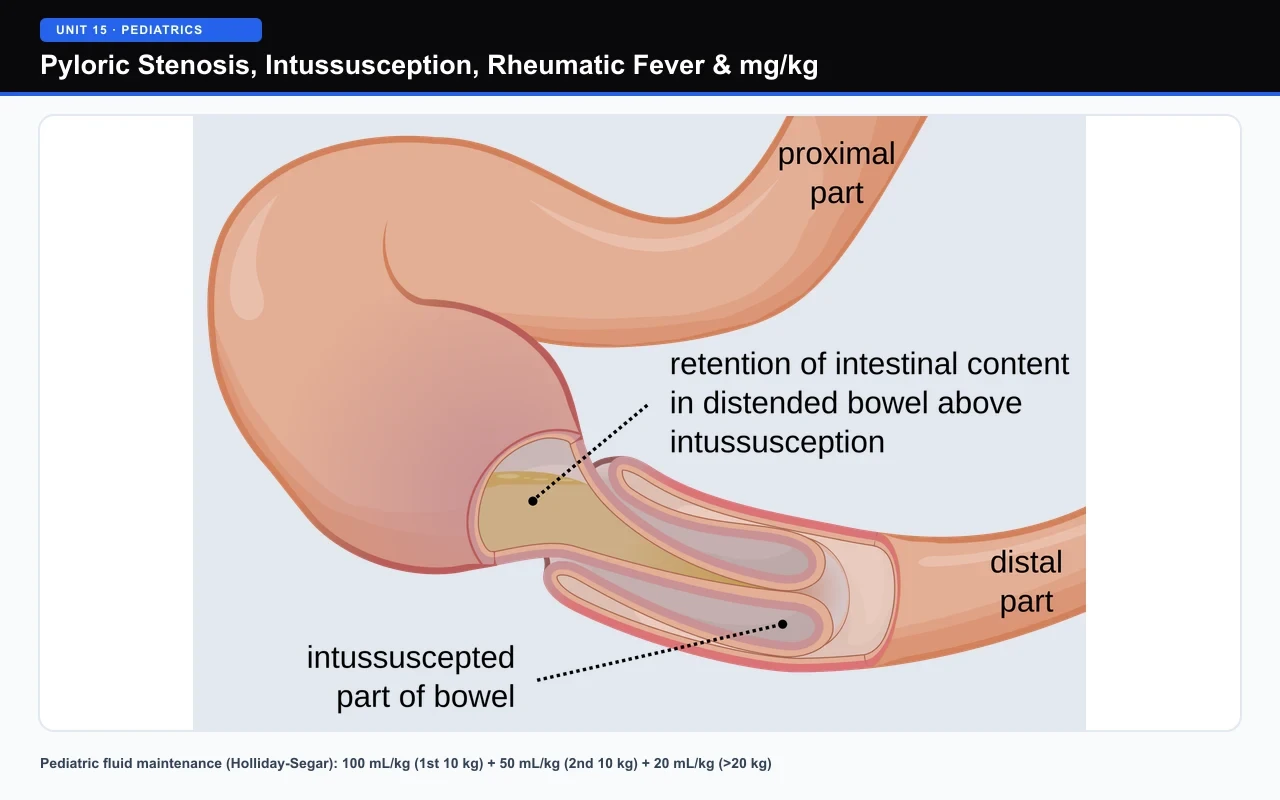 UNIT 15 · PEDIATRICS
Pyloric Stenosis, Intussusception, Rheumatic Fever & mg/kg
proximal
part
retention of intestinal content
in distended bowel above
intussusception
distal
part
intussuscepted
part of bowel
Pediatric fluid maintenance (Holliday-Segar): 100 mL/kg (1st 10 kg) + 50 mL/kg (2nd 10 kg) + 20 mL/kg (>20 kg)